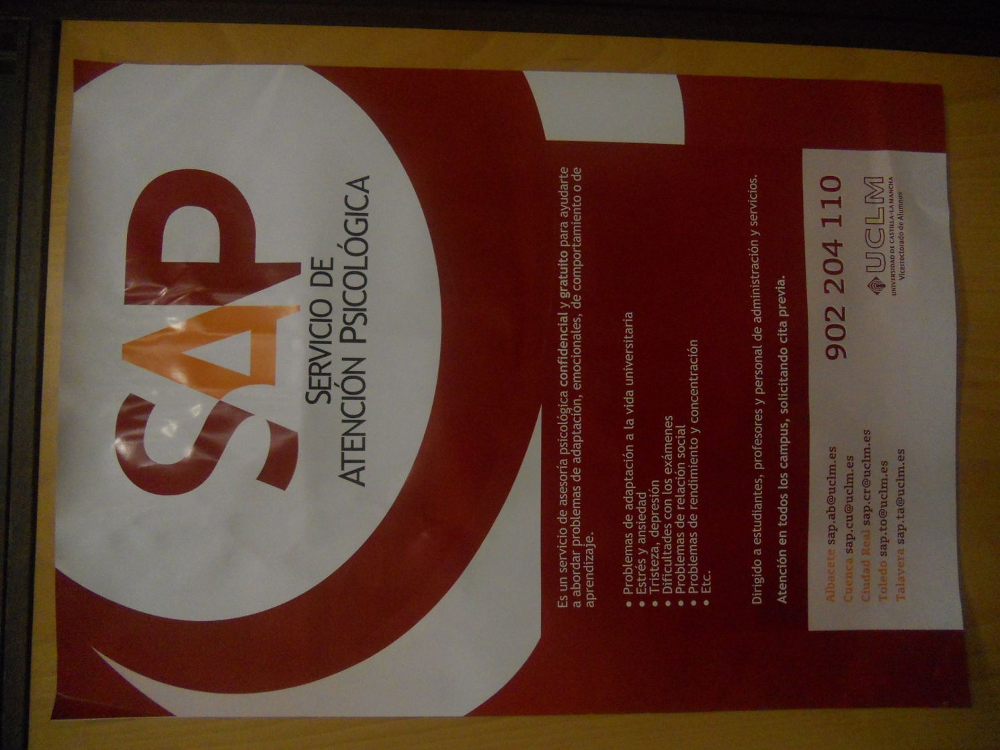 SAP
SERVICIO DE
ATENCIÓN PSICOLÓGICA
Es un servicio de asesoría psicológica confidencial y gratuito para ayudarte
a abordar problemas de adaptación, emocionales, de comportamiento o de
aprendizaje.
• Problemas de adaptación a la vida universitaria
• Estrés y ansiedad
• Tristeza, depresión
• Dificultades con los exámenes
• Problemas de relación social
• Problemas de rendimiento y concentración
• Etc.
Dirigido a estudiantes, profesores y personal de administración y servicios.
Atención en todos los campus, solicitando cita previa.
Albacete sap.ab@uclm.es
Cuenca sap.cu@uclm.es
Ciudad Real sap.cr@uclm.es
Toledo sap.to@uclm.es
Talavera sap.ta@uclm.es
902 204 110
UCLM
UNIVERSIDAD DE CASTILLA-LA MANCHA
Vicerrectorado de Alumnos